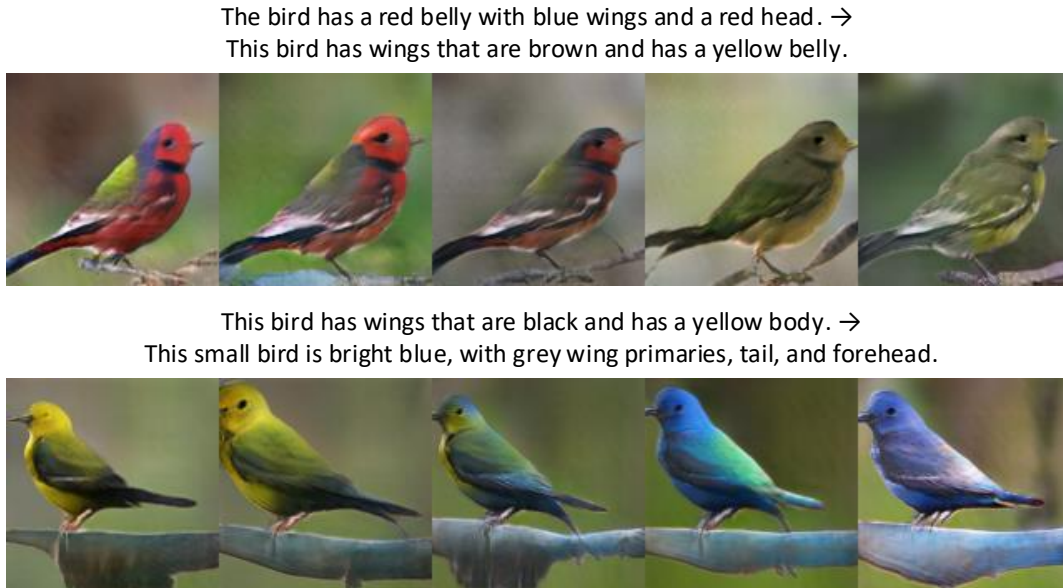 The bird has a red belly with blue wings and a red head. →
This bird has wings that are brown and has a yellow belly.
This bird has wings that are black and has a yellow body. →
This small bird is bright blue, with grey wing primaries, tail, and forehead.